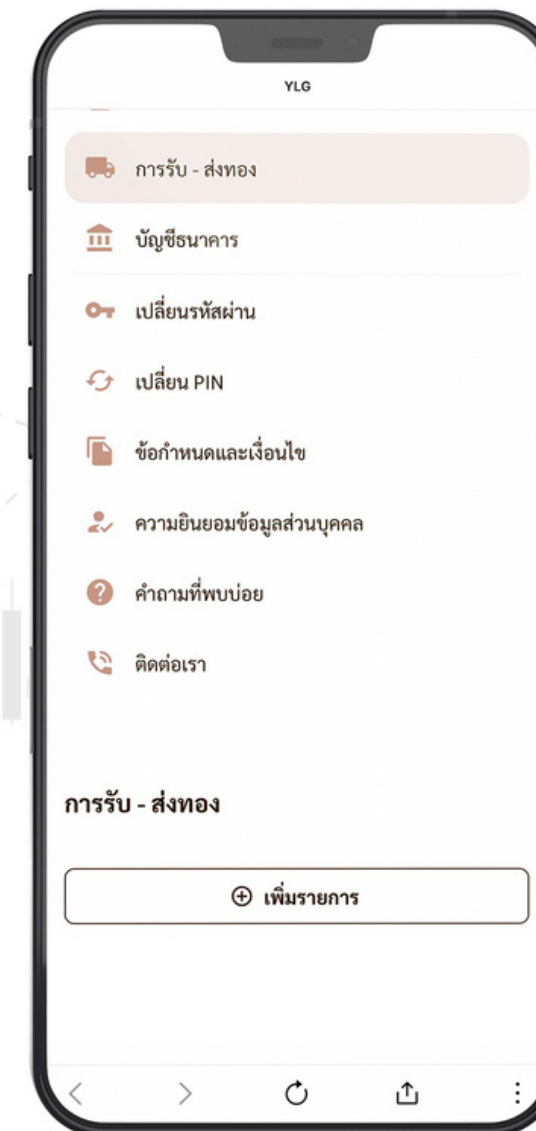 YLG
การรับ - ส่งทอง
บัญชีธนาคาร
เปลี่ยนรหัสผ่าน
เปลี่ยน PIN
ข้อกำหนดและเงื่อนไข
ความยินยอมข้อมูลส่วนบุคคล
คำถามที่พบบ่อย
ติดต่อเรา
การรับ - ส่งทอง
เพิ่มรายการ